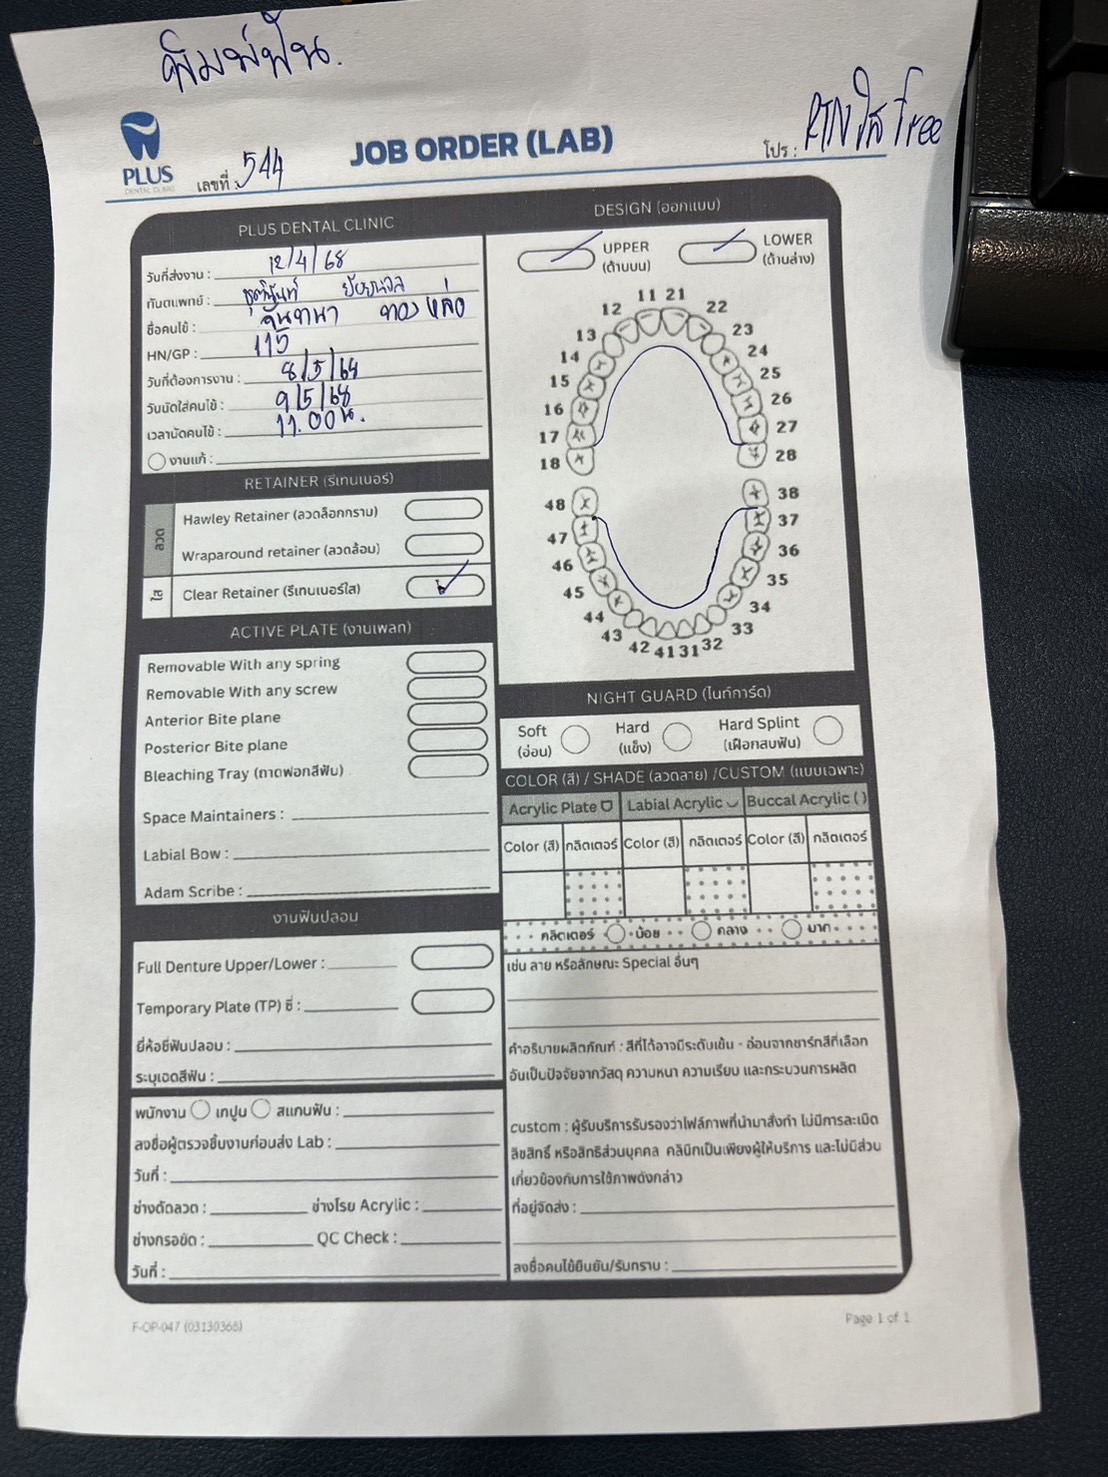 พิมพ์ฟัน.
PLUS
DENTAL CLINIC
เลขที่ : 544
JOB ORDER (LAB)
โปร : RTN ใส free
PLUS DENTAL CLINIC
วันที่ส่งงาน : 12/4/68
ทันตแพทย์ :
ชื่อคนไข้ : จันทนา ทองหล่อ
HN/GP : 115
วันที่ต้องการงาน : 8/5/68
วันนัดใส่คนไข้ : 9/5/68
เวลานัดคนไข้ : 11.00 น.
งานแก้ :
RETAINER (รีเทนเนอร์)
ลวด
Hawley Retainer (ลวดล็อกกราม)
Wraparound retainer (ลวดล้อม)
ใส
Clear Retainer (รีเทนเนอร์ใส)
ACTIVE PLATE (งานเพลท)
Removable With any spring
Removable With any screw
Anterior Bite plane
Posterior Bite plane
Bleaching Tray (ถาดฟอกสีฟัน)
Space Maintainers :
Labial Bow :
Adam Scribe :
งานฟันปลอม
Full Denture Upper/Lower :
Temporary Plate (TP) ซี่ :
ยี่ห้อซี่ฟันปลอม :
ระบุเฉดสีฟัน :
พนักงาน เทปูน สแกนฟัน :
ลงชื่อผู้ตรวจชิ้นงานก่อนส่ง Lab :
วันที่ :
ช่างดัดลวด : ช่างโรย Acrylic :
ช่างกรอขัด : QC Check :
วันที่ :
DESIGN (ออกแบบ)
UPPER
(ด้านบน)
LOWER
(ด้านล่าง)
11 21
12 22
13 23
14 24
15 25
16 26
17 27
18 28
48 38
47 37
46 36
45 35
44 34
43 33
42 41 31 32
NIGHT GUARD (ไนท์การ์ด)
Soft
(อ่อน)
Hard
(แข็ง)
Hard Splint
(เฝือกสบฟัน)
COLOR (สี) / SHADE (ลวดลาย) /CUSTOM (แบบเฉพาะ)
Acrylic Plate Labial Acrylic Buccal Acrylic ( )
Color (สี) กลิตเตอร์ Color (สี) กลิตเตอร์ Color (สี) กลิตเตอร์
กลิตเตอร์ น้อย กลาง มาก
เช่น ลาย หรือลักษณะ Special อื่นๆ
คำอธิบายผลิตภัณฑ์ : สีที่ได้อาจมีระดับเข้ม - อ่อนจากชาร์ทสีที่เลือก
อันเป็นปัจจัยจากวัสดุ ความหนา ความเรียบ และกระบวนการผลิต
custom : ผู้รับบริการรับรองว่าไฟล์ภาพที่นำมาสั่งทำ ไม่มีการละเมิด
ลิขสิทธิ์ หรือสิทธิส่วนบุคคล คลินิกเป็นเพียงผู้ให้บริการ และไม่มีส่วน
เกี่ยวข้องกับการใช้ภาพดังกล่าว
ที่อยู่จัดส่ง :
ลงชื่อคนไข้ยืนยัน/รับทราบ :
F-OP-047 (03130368)
Page 1 of 1